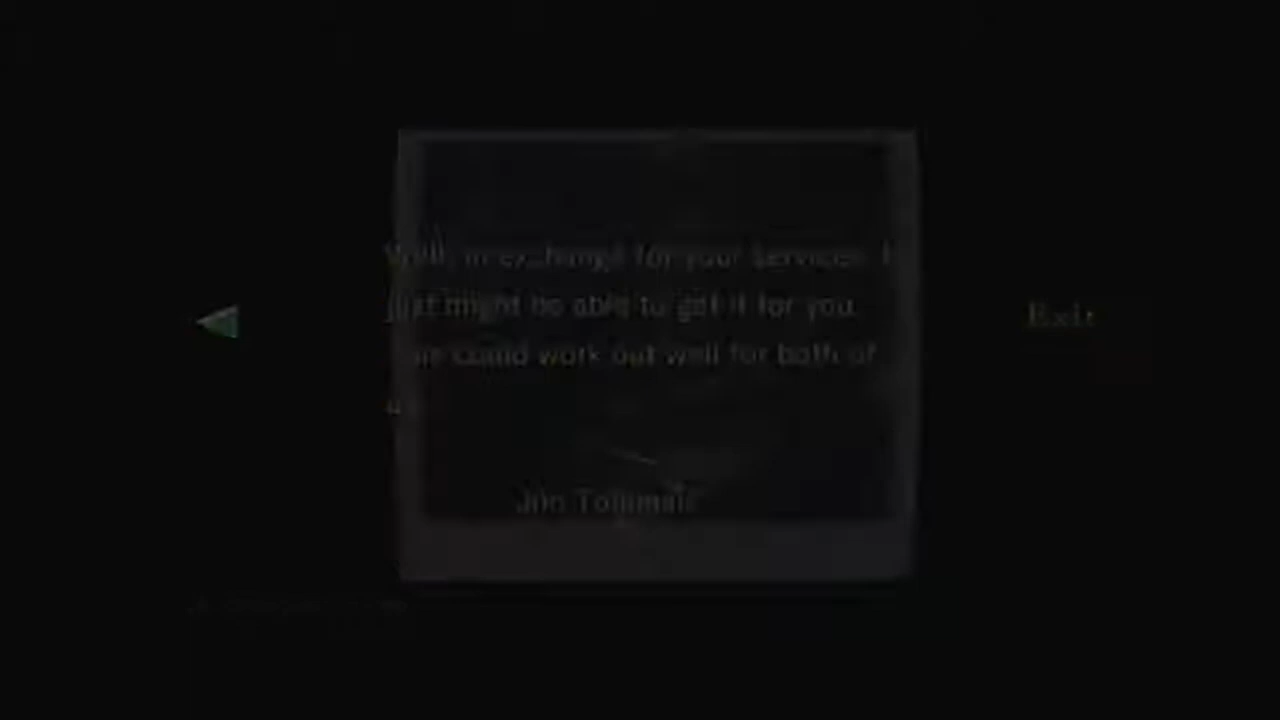 Well, in exchange for your services I
just might be able to get it for you.
could work out well for both of
Exit
Jon